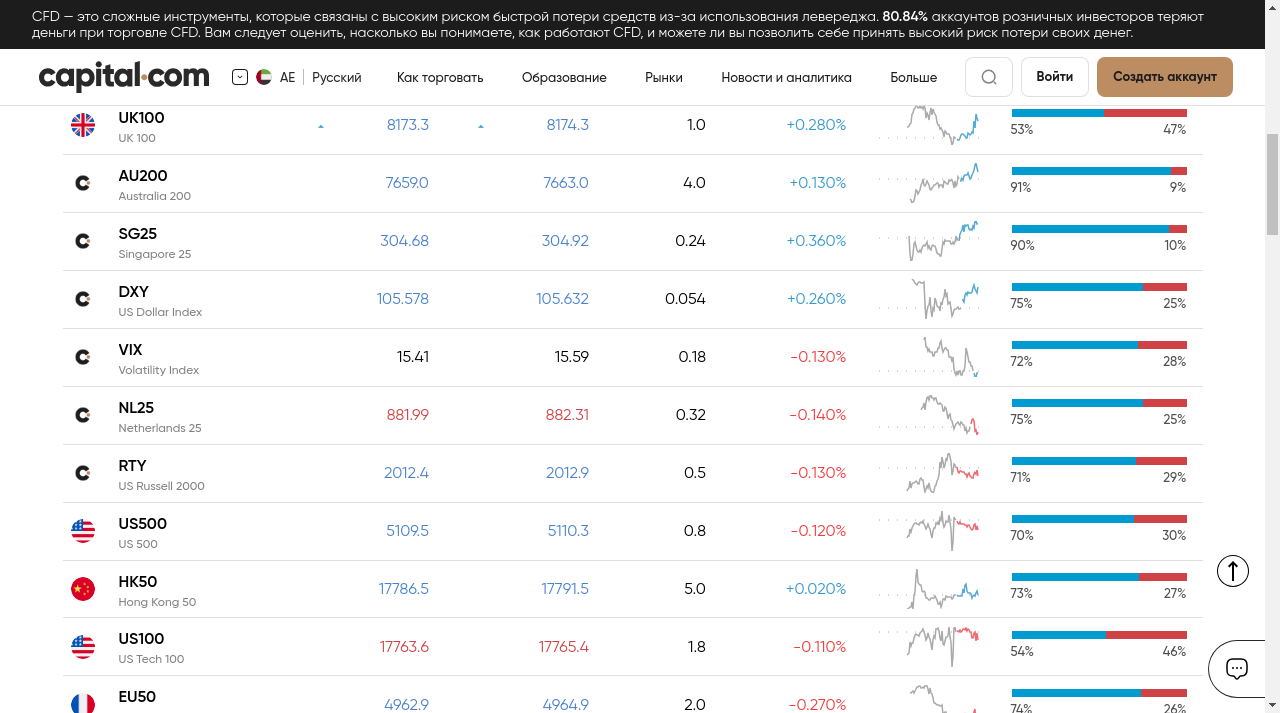 CFD — это сложные инструменты, которые связаны с высоким риском быстрой потери средств из-за использования левереджа. 80.84% аккаунтов розничных инвесторов теряют
деньги при торговле CFD. Вам следует оценить, насколько вы понимаете, как работают CFD, и можете ли вы позволить себе принять высокий риск потери своих денег.
capital.com AE Русский Как торговать Образование Рынки Новости и аналитика Больше Войти Создать аккаунт
UK100 8173.3 8174.3 1.0 +0.280%
UK 100 53% 47%
AU200 7659.0 7663.0 4.0 +0.130%
Australia 200 91% 9%
SG25 304.68 304.92 0.24 +0.360%
Singapore 25 90% 10%
DXY 105.578 105.632 0.054 +0.260%
US Dollar Index 75% 25%
VIX 15.41 15.59 0.18 -0.130%
Volatility Index 72% 28%
NL25 881.99 882.31 0.32 -0.140%
Netherlands 25 75% 25%
RTY 2012.4 2012.9 0.5 -0.130%
US Russell 2000 71% 29%
US500 5109.5 5110.3 0.8 -0.120%
US 500 70% 30%
HK50 17786.5 17791.5 5.0 +0.020%
Hong Kong 50 73% 27%
US100 17763.6 17765.4 1.8 -0.110%
US Tech 100 54% 46%
EU50 4962.9 4964.9 2.0 -0.270%
74% 26%